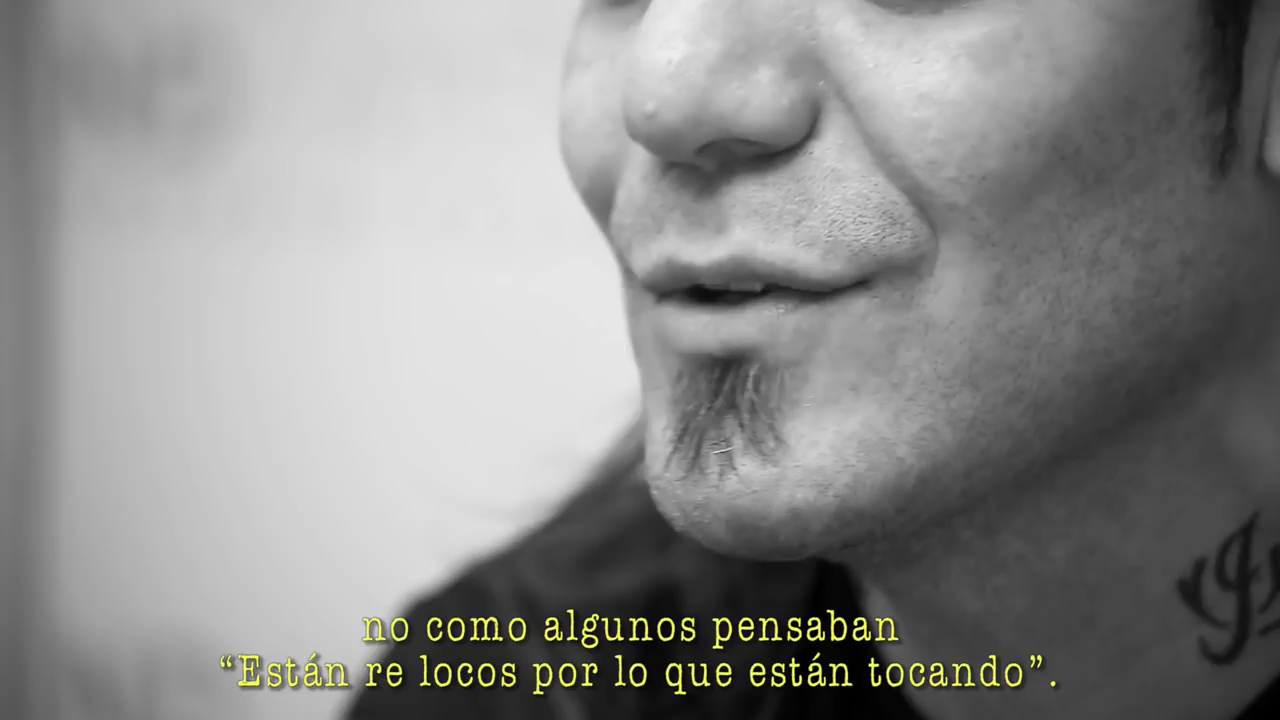 no como algunos pensaban
“Están re locos por lo que están tocando”.